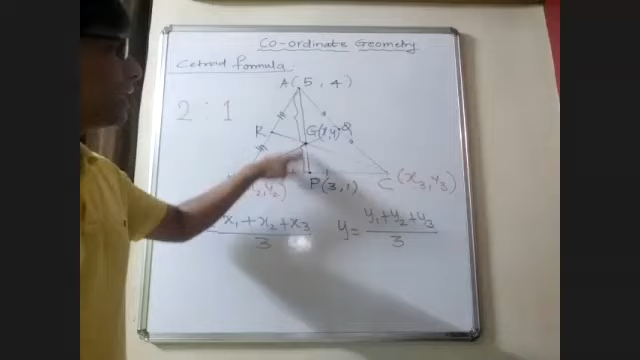 Co-ordinate Geometry
Cetroid formula
A(5, 4)
2 : 1
R
G(x,y)
Q
x₂, y₂)
P(3,1)
C (x₃, y₃)
x₁ + x₂ + x₃
3
y = y₁ + y₂ + y₃
3